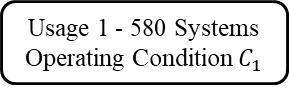 Usage 1 - 580 Systems
Operating Condition C₁